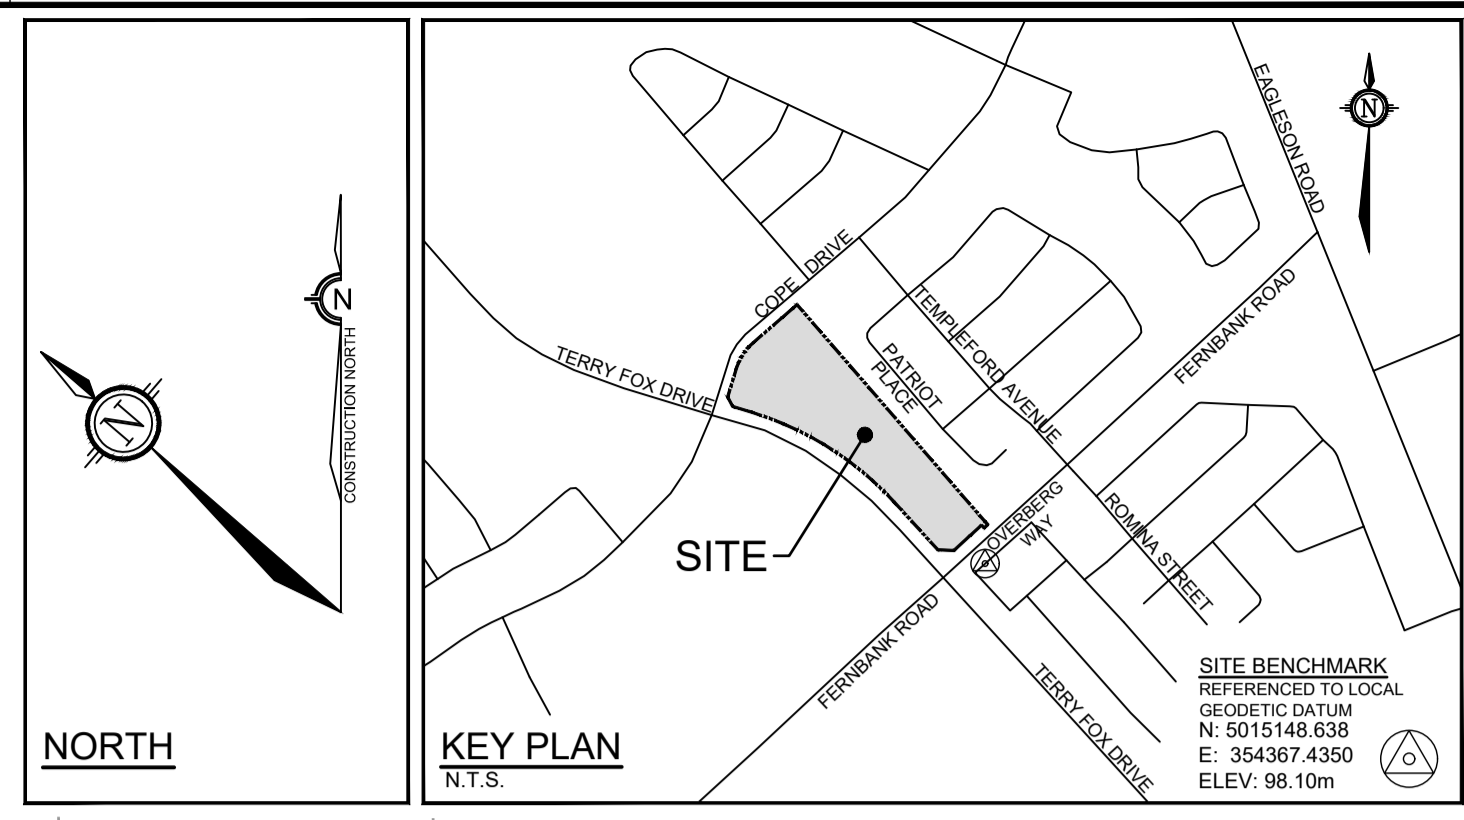 N
CONSTRUCTION NORTH
N
NORTH
EAGLESON ROAD
N
COPE DRIVE
TERRY FOX DRIVE
TEMPLEFORD AVENUE
PATRIOT
PLACE
FERNBANK ROAD
SITE
OVERBERG
WAY
ROMINA STREET
FERNBANK ROAD
TERRY FOX DRIVE
KEY PLAN
N.T.S.
SITE BENCHMARK
REFERENCED TO LOCAL
GEODETIC DATUM
N: 5015148.638
E: 354367.4350
ELEV: 98.10m